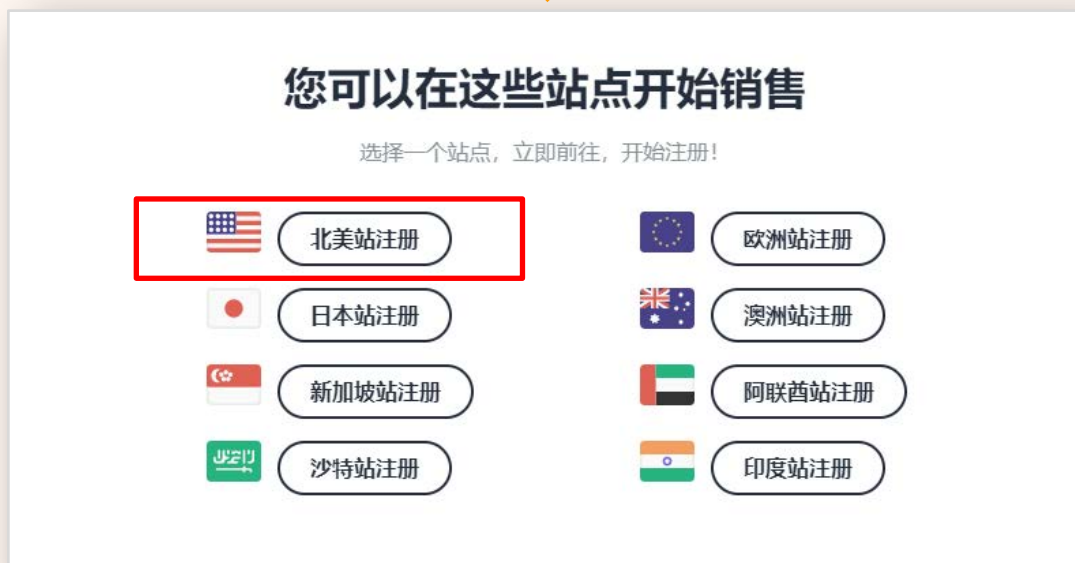 您可以在这些站点开始销售
选择一个站点，立即前往，开始注册！
北美站注册
欧洲站注册
日本站注册
澳洲站注册
新加坡站注册
阿联酋站注册
沙特站注册
印度站注册